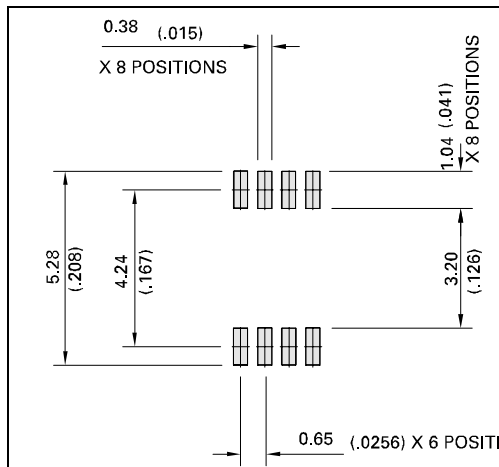 0.38 (.015)
X 8 POSITIONS
1.04 (.041)
X 8 POSITIONS
5.28
(.208)
4.24
(.167)
3.20
(.126)
0.65 (.0256) X 6 POSITI